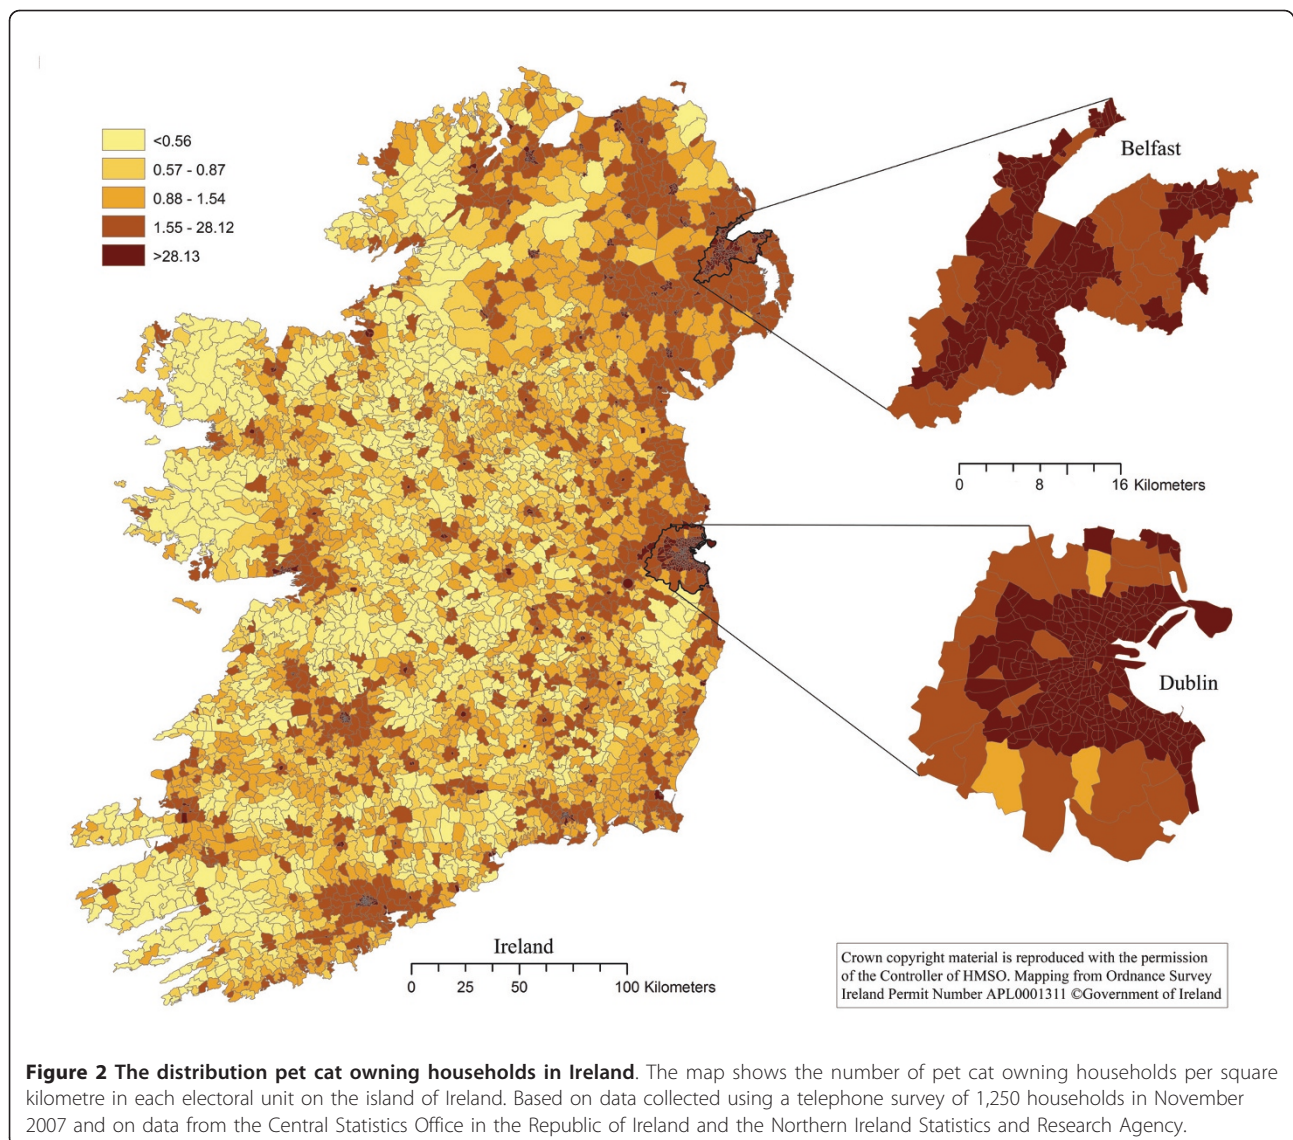 <0.56
0.57 - 0.87
0.88 - 1.54
1.55 - 28.12
>28.13
Belfast
0 8 16 Kilometers
Dublin
Ireland
0 25 50 100 Kilometers
Crown copyright material is reproduced with the permission
of the Controller of HMSO. Mapping from Ordnance Survey
Ireland Permit Number APL0001311 ©Government of Ireland
Figure 2 The distribution pet cat owning households in Ireland. The map shows the number of pet cat owning households per square
kilometre in each electoral unit on the island of Ireland. Based on data collected using a telephone survey of 1,250 households in November
2007 and on data from the Central Statistics Office in the Republic of Ireland and the Northern Ireland Statistics and Research Agency.